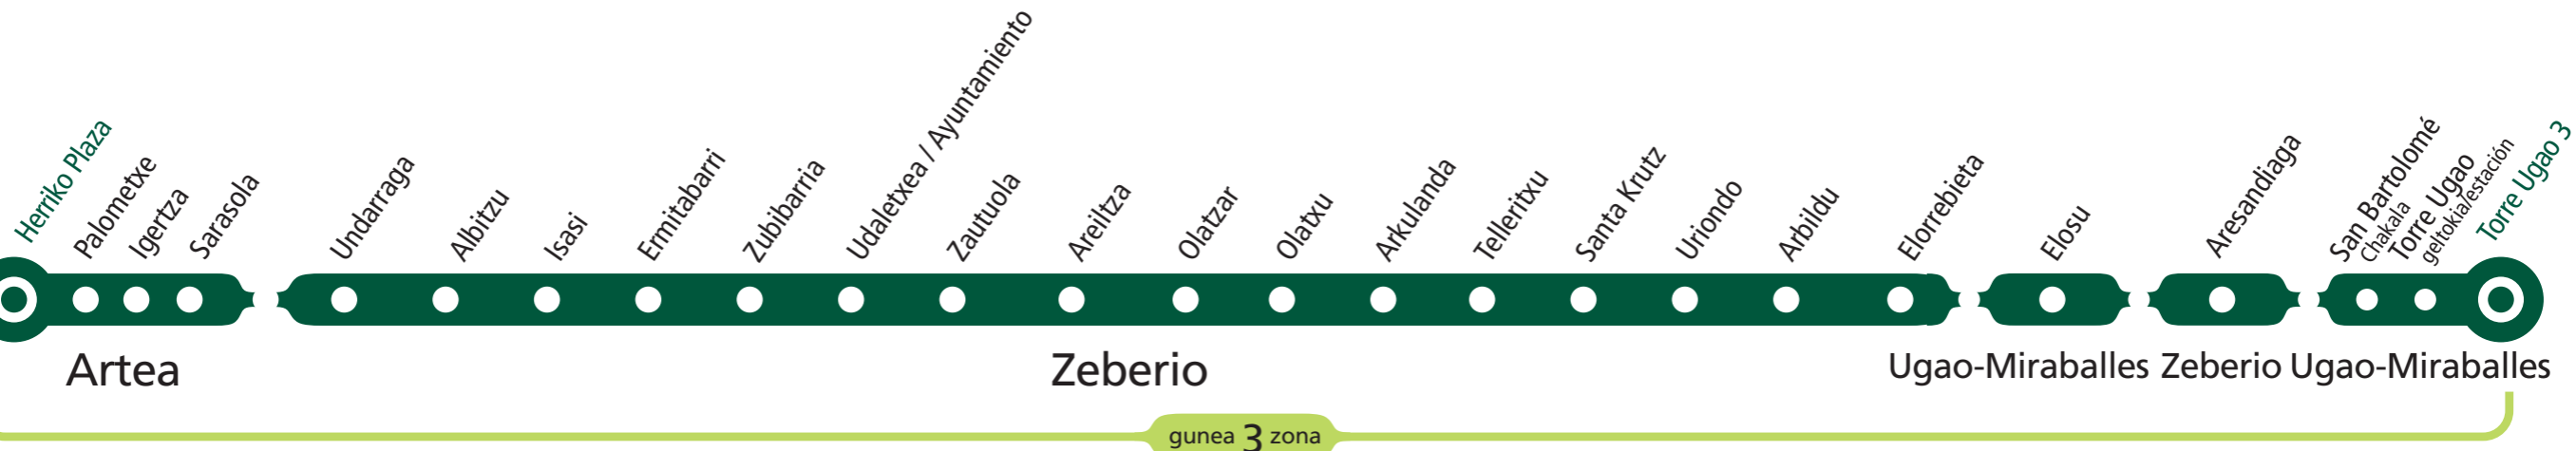 Herriko Plaza
Palometxe
Igertza
Sarasola
Undarraga
Albitzu
Isasi
Ermitabarri
Zubibarria
Udaletxea / Ayuntamiento
Zautuola
Areiltza
Olatzar
Olatxu
Arkulanda
Telleritxu
Santa Krutz
Uriondo
Arbildu
Elorrebieta
Elosu
Aresandiaga
San Bartolomé
Chakala
Torre Ugao
geltokia/estación
Torre Ugao 3
Artea
Zeberio
Ugao-Miraballes
Zeberio
Ugao-Miraballes
gunea 3 zona